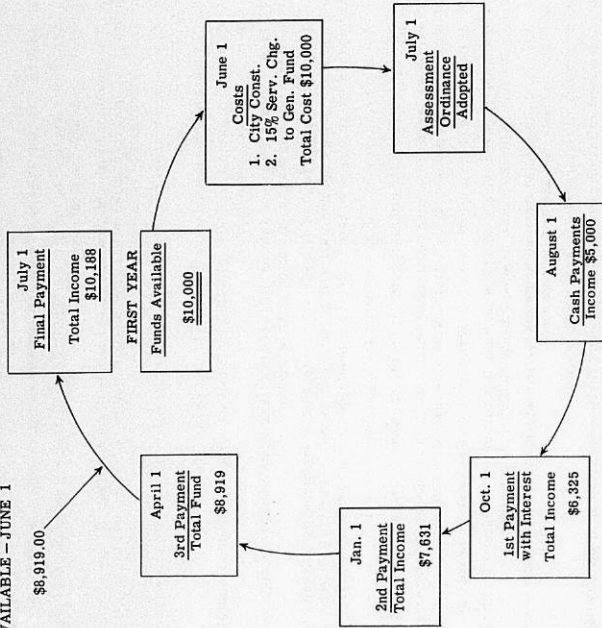 VAILABLE – JUNE 1
$8,919.00
July 1
Final Payment
Total Income
$10,188
FIRST YEAR
Funds Available
$10,000
June 1
Costs
1. City Const.
2. 15% Serv. Chg.
to Gen. Fund
Total Cost $10,000
July 1
Assessment
Ordinance
Adopted
August 1
Cash Payments
Income $5,000
Oct. 1
1st Payment
with Interest
Total Income
$6,325
Jan. 1
2nd Payment
Total Income
$7,631
April 1
3rd Payment
Total Fund
$8,919